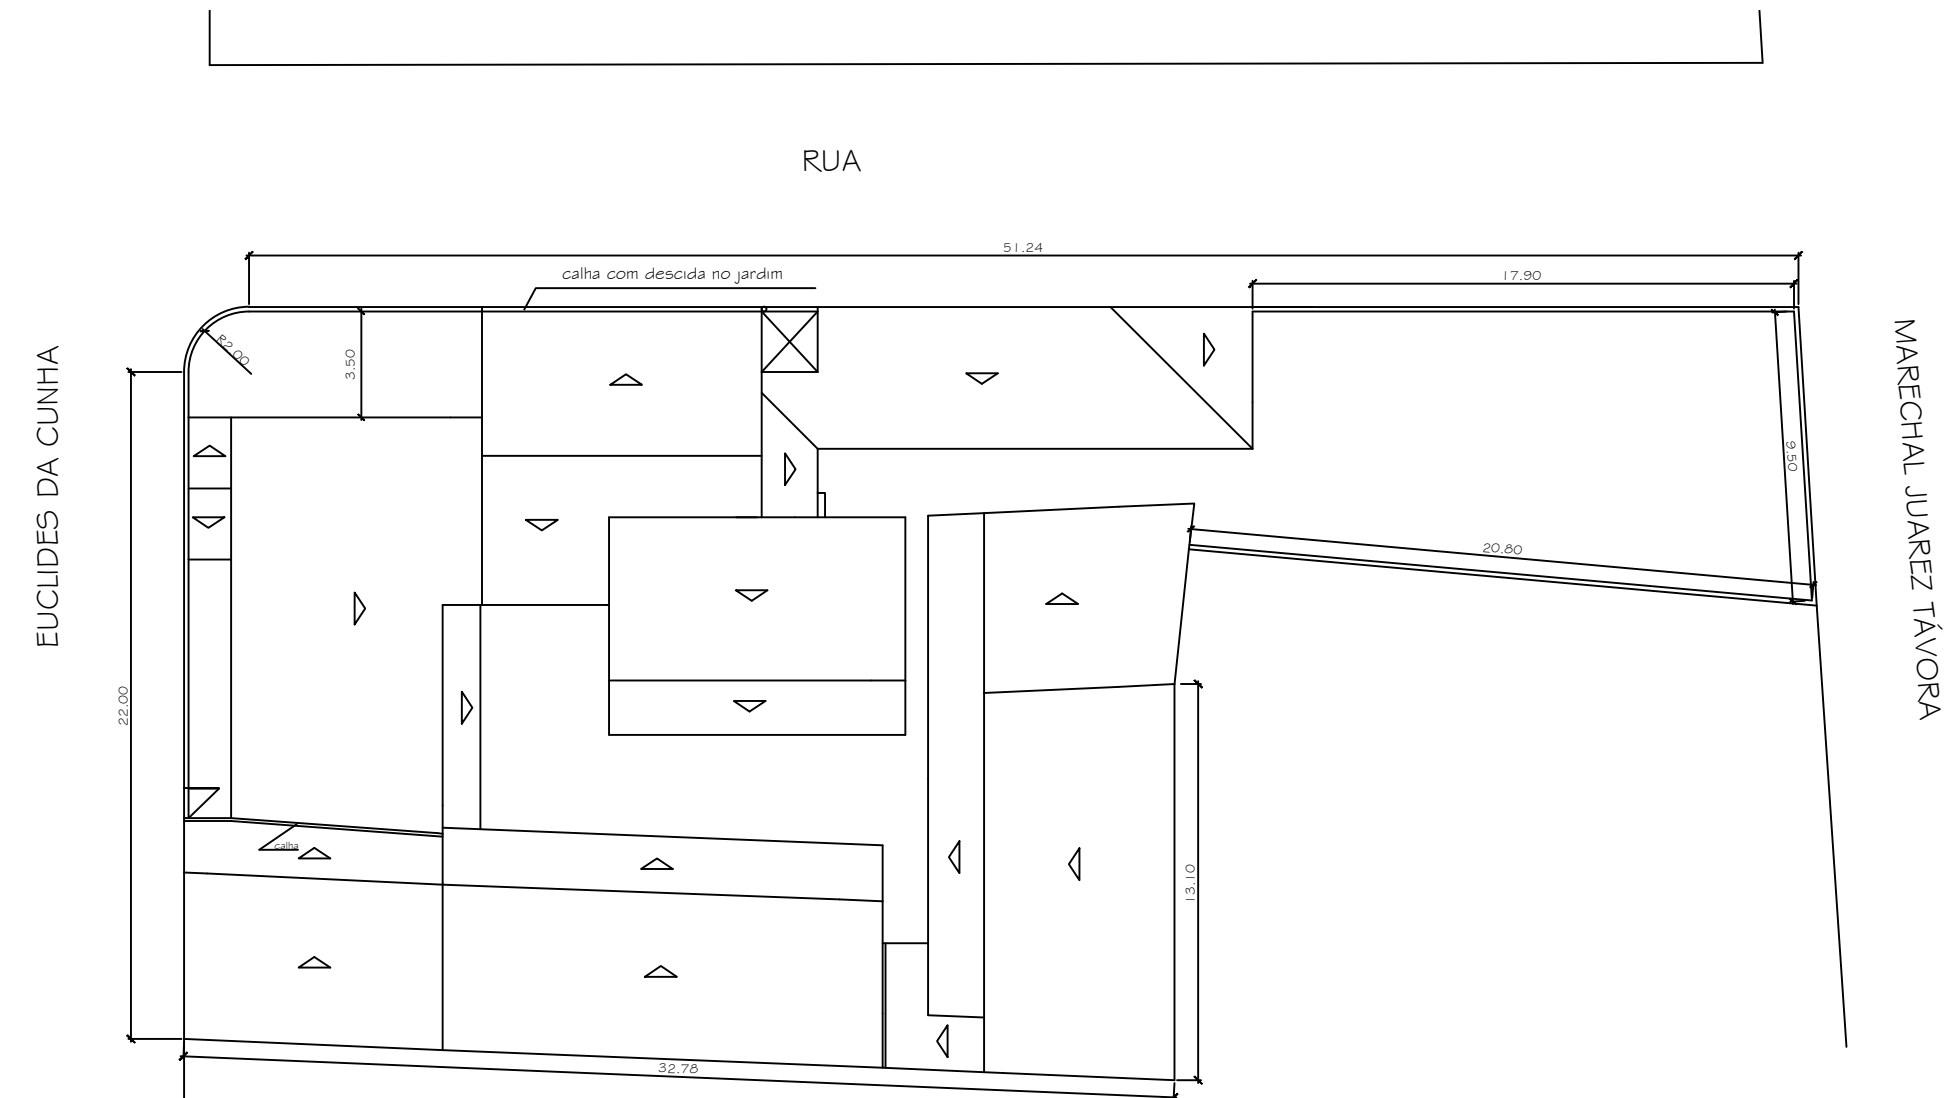 RUA
51.24
calha com descida no jardim
17.90
R2.00
3.50
EUCLIDES DA CUNHA
MARECHAL JUAREZ TÁVORA
9.50
20.80
22.00
calha
13.10
32.78